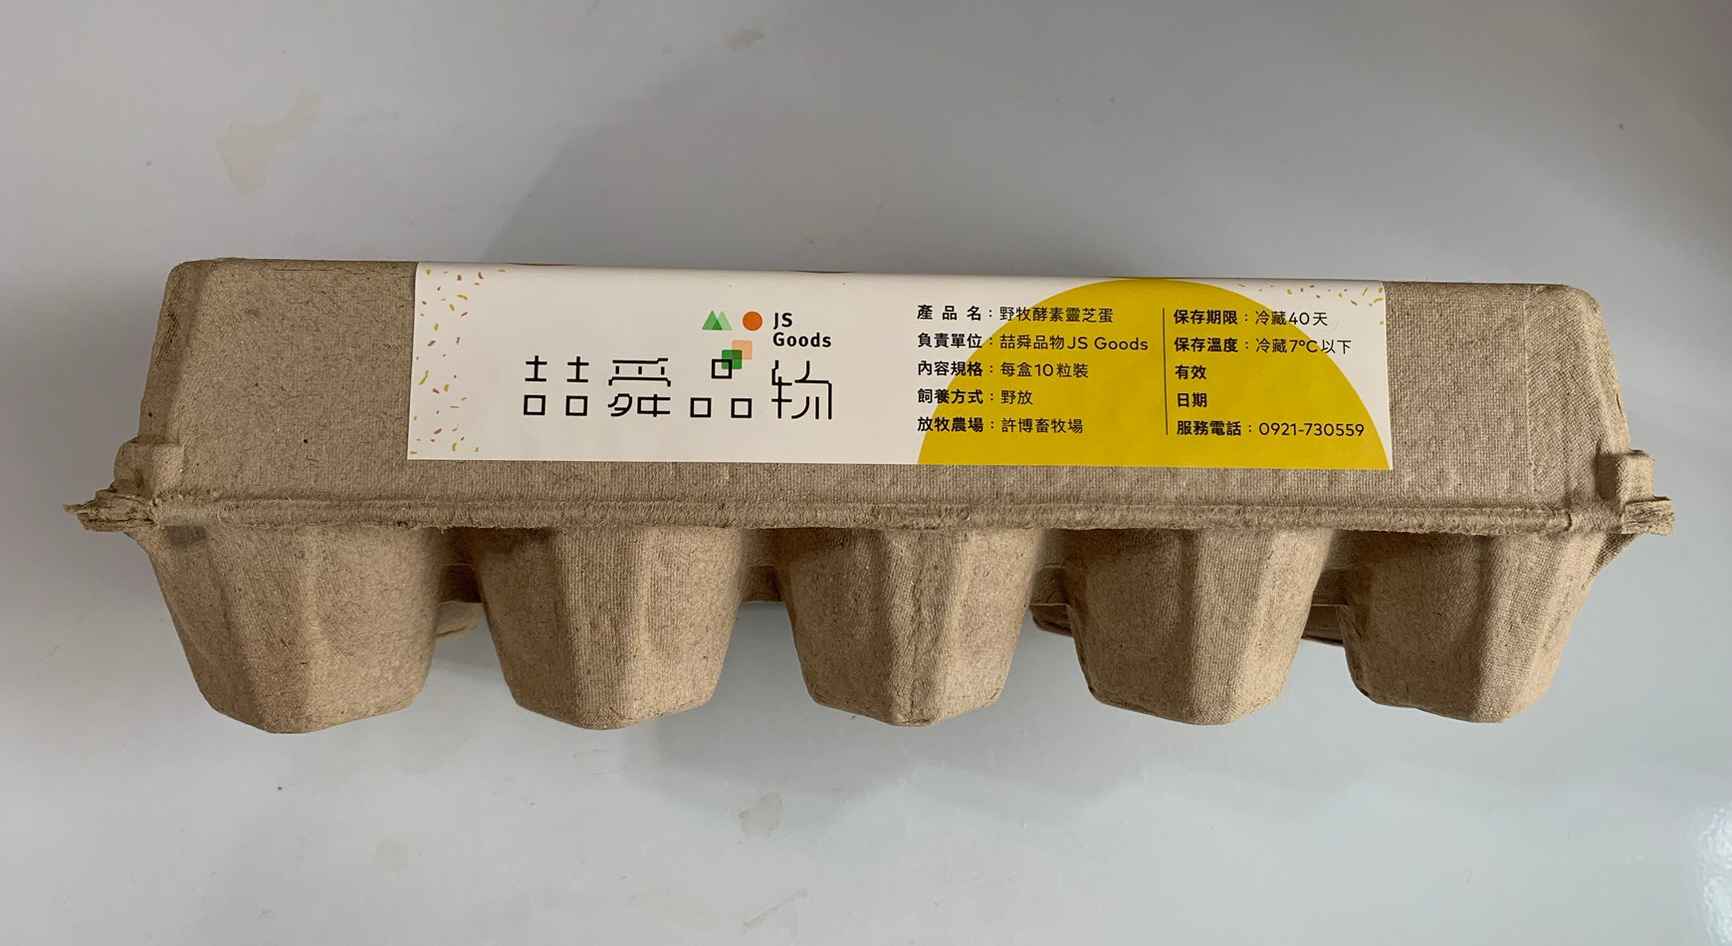 JS
Goods
喆舜品物
產品名：野牧酵素靈芝蛋
負責單位：喆舜品物JS Goods
內容規格：每盒10粒裝
飼養方式：野放
放牧農場：許博畜牧場
保存期限：冷藏40天
保存溫度：冷藏7°C以下
有效
日期
服務電話：0921-730559